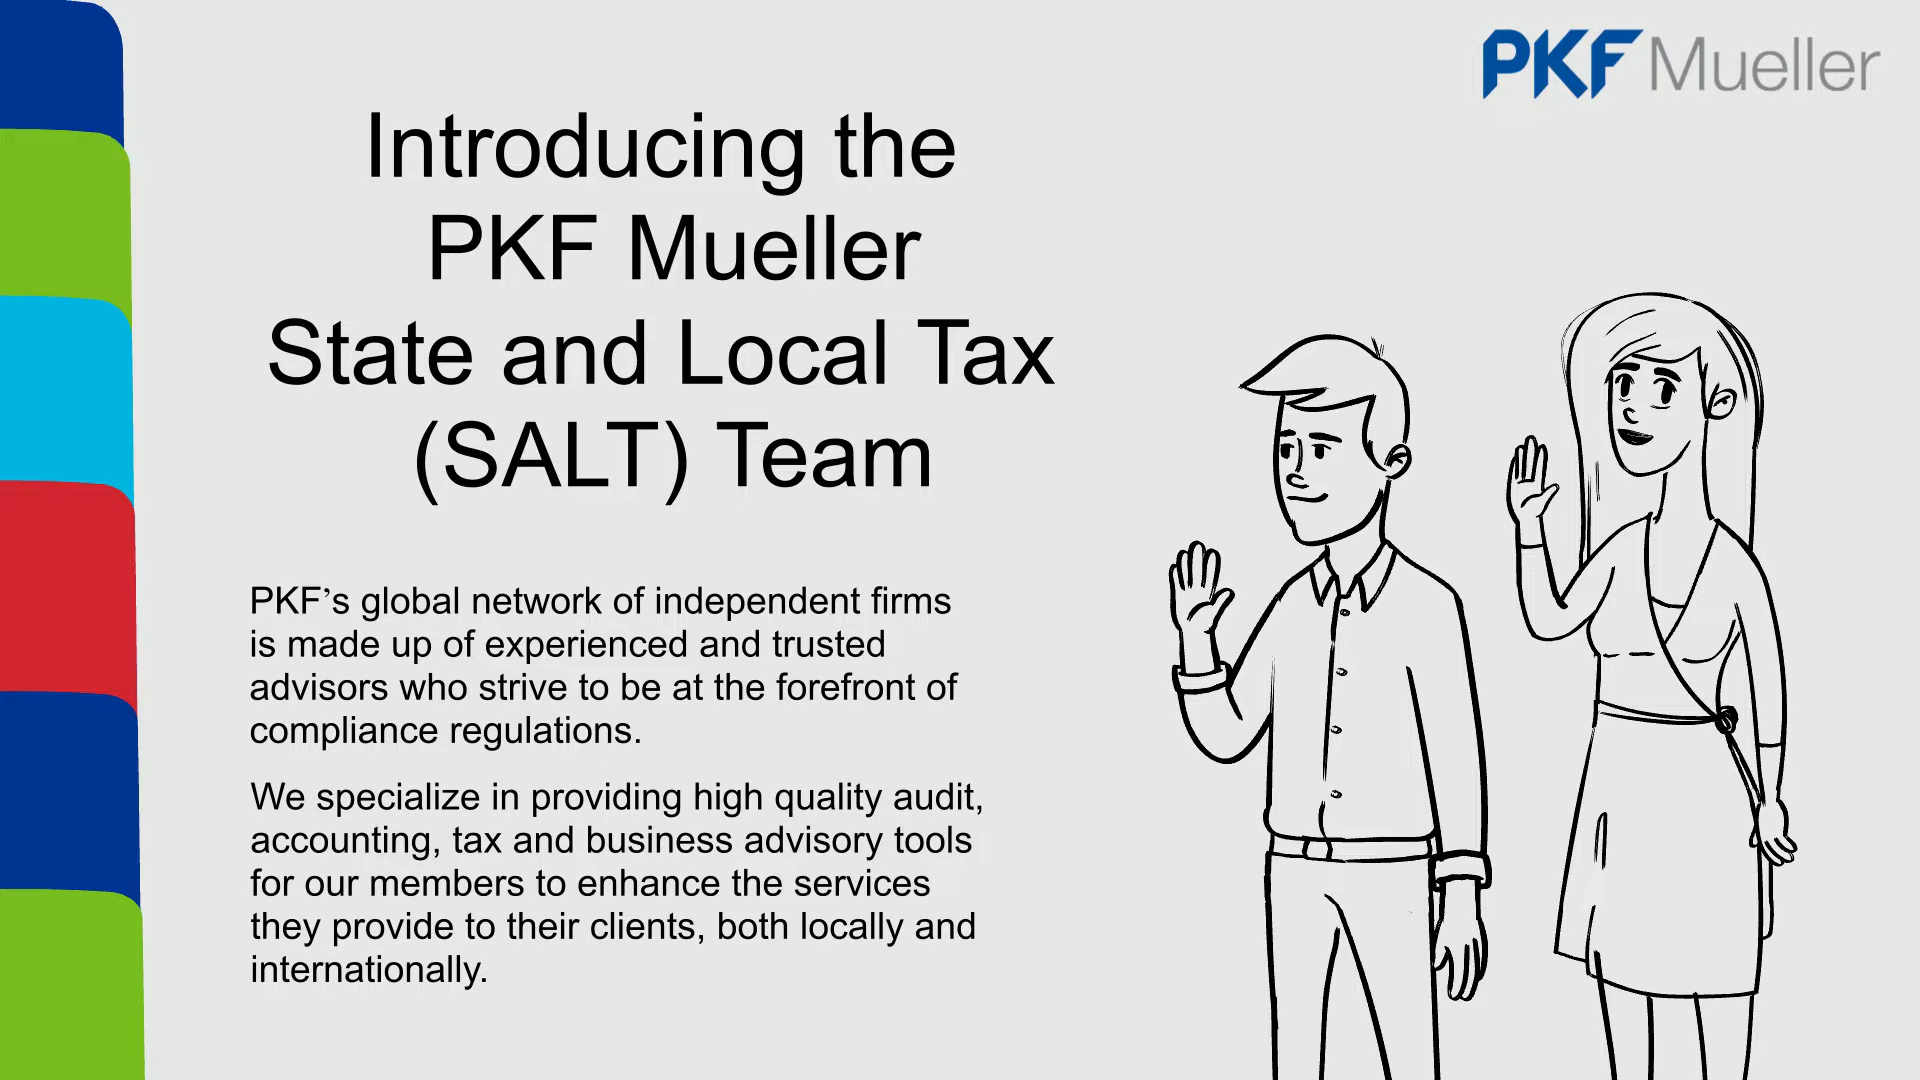 PKF Mueller
Introducing the
PKF Mueller
State and Local Tax
(SALT) Team
PKF’s global network of independent firms
is made up of experienced and trusted
advisors who strive to be at the forefront of
compliance regulations.
We specialize in providing high quality audit,
accounting, tax and business advisory tools
for our members to enhance the services
they provide to their clients, both locally and
internationally.